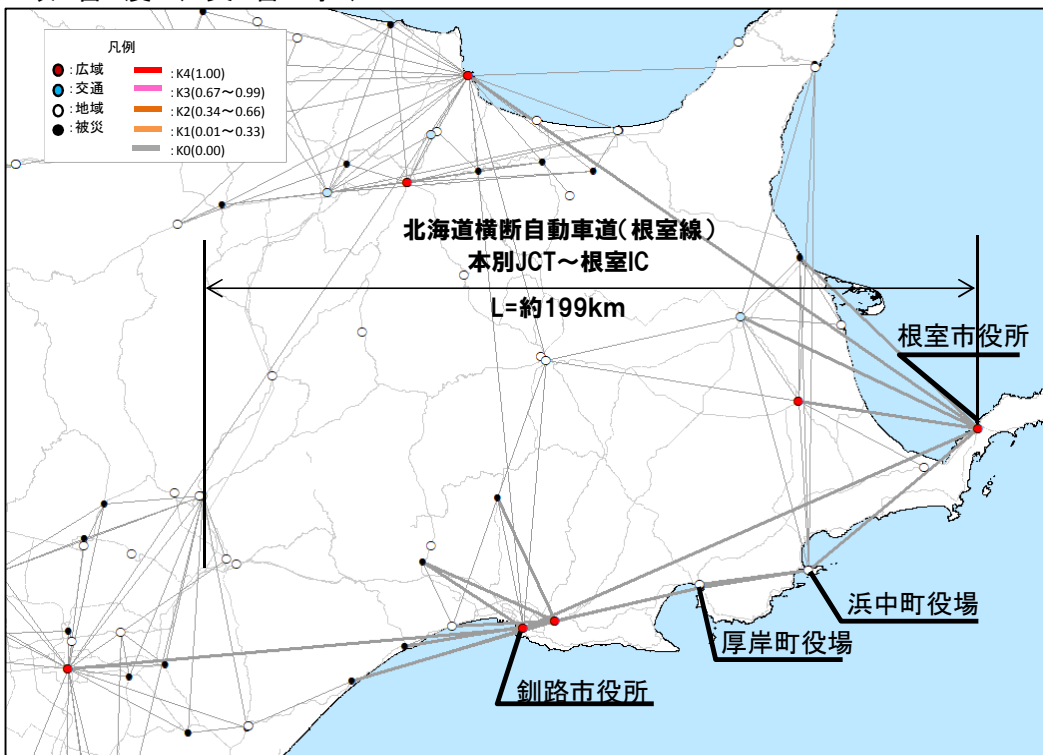 凡例
：広域
：交通
：地域
：被災
：K4(1.00)
：K3(0.67～0.99)
：K2(0.34～0.66)
：K1(0.01～0.33)
：K0(0.00)
北海道横断自動車道（根室線）
本別JCT～根室IC
L=約199km
根室市役所
浜中町役場
厚岸町役場
釧路市役所